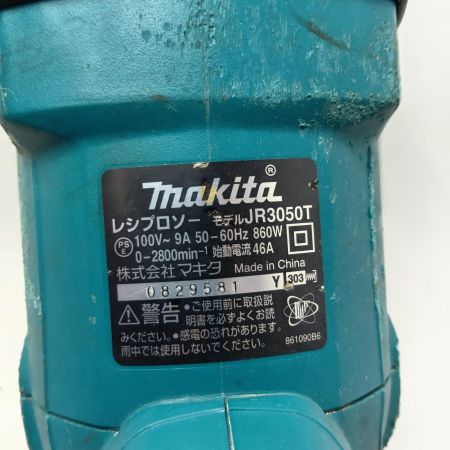 makita®
レシプロソー モデルJR3050T
PSE 100V~ 9A 50-60Hz 860W
0-2800min⁻¹ 始動電流 46A
株式会社マキタ Made in China
0829581 Y 303
⚠警告 ●ご使用前に取扱説
明書を必ずよくお読
みください。●感電の恐れがあります。
雨中では使用しないでください。
861090B6